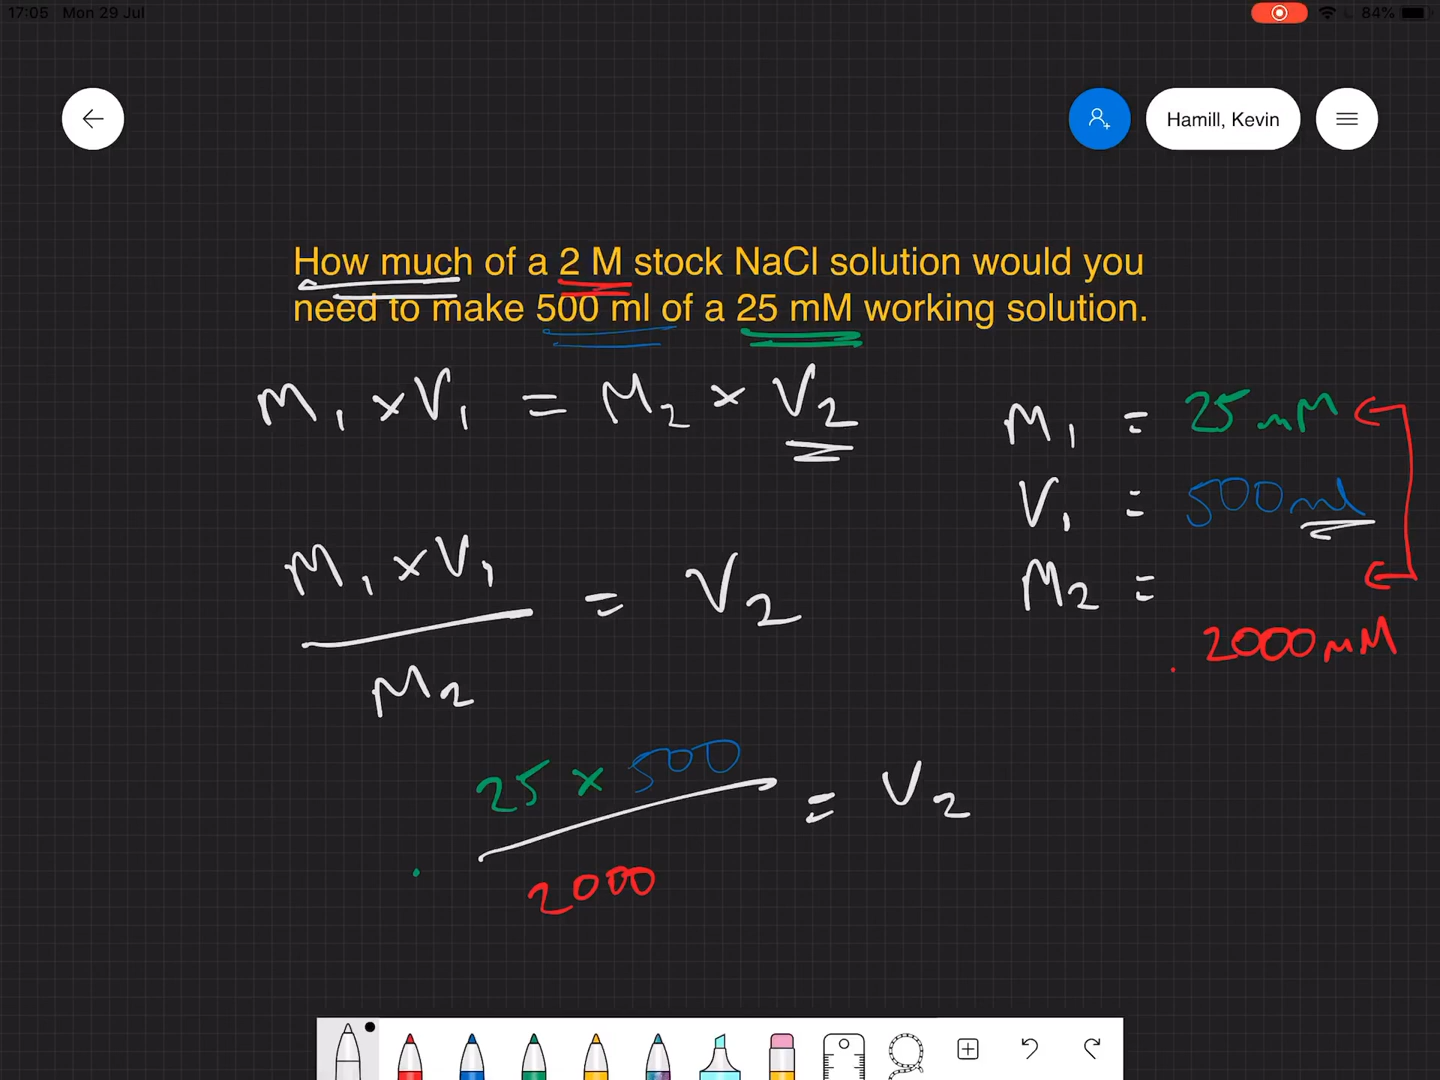 17:05 Mon 29 Jul 84%
Hamill, Kevin
How much of a 2 M stock NaCl solution would you
need to make 500 ml of a 25 mM working solution.
M1 x V1 = M2 x V2
M1 = 25 mM
V1 = 500ml
M2 =
2000 mM
M1 x V1
= V2
M2
25 x 500
= V2
2000